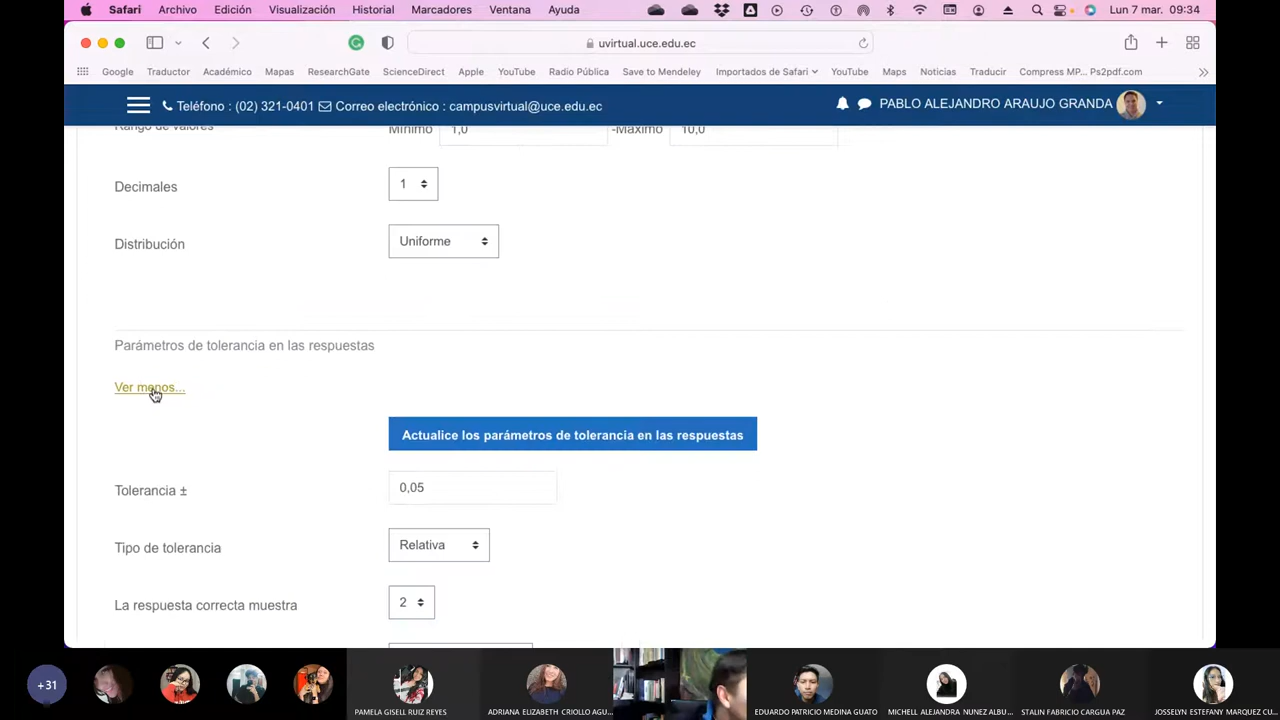 Safari Archivo Edición Visualización Historial Marcadores Ventana Ayuda Lun 7 mar. 09:34
uvirtual.uce.edu.ec
Google Traductor Académico Mapas ResearchGate ScienceDirect Apple YouTube Radio Pública Save to Mendeley Importados de Safari YouTube Maps Noticias Traducir Compress MP... Ps2pdf.com
Teléfono : (02) 321-0401 Correo electrónico : campusvirtual@uce.edu.ec PABLO ALEJANDRO ARAUJO GRANDA
Rango de valores Mínimo 1,0 -Máximo 10,0
Decimales 1
Distribución Uniforme
Parámetros de tolerancia en las respuestas
Ver menos...
Actualice los parámetros de tolerancia en las respuestas
Tolerancia ± 0,05
Tipo de tolerancia Relativa
La respuesta correcta muestra 2
+31
PAMELA GISELL RUIZ REYES ADRIANA ELIZABETH CRIOLLO AGU... EDUARDO PATRICIO MEDINA GUATO MICHELL ALEJANDRA NUNEZ ALBU... STALIN FABRICIO CARGUA PAZ JOSSELYN ESTEFANY MARQUEZ CU...